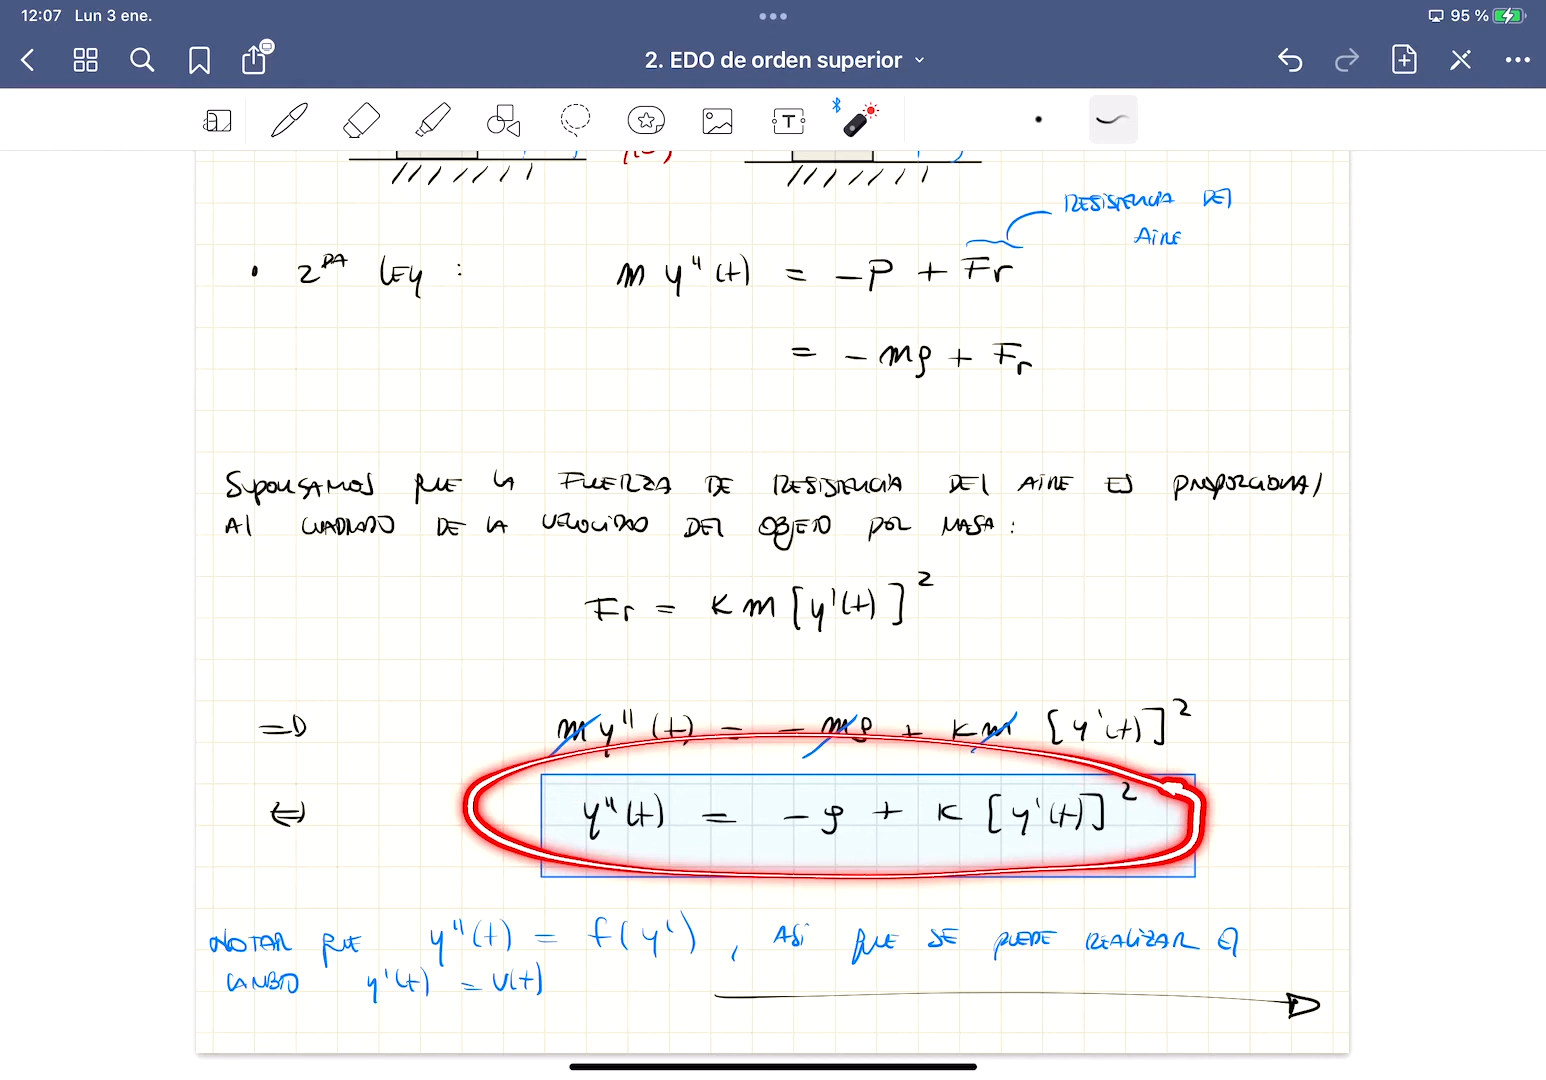 12:07 Lun 3 ene.
95 %
2. EDO de orden superior
T
RESISTENCIA DEL
AIRE
• 2DA LEY : m y''(t) = -P + Fr
= -mg + Fr
SUPONGAMOS QUE LA FUERZA DE RESISTENCIA DEL AIRE ES PROPORCIONAL
AL CUADRADO DE LA VELOCIDAD DEL OBJETO POR MASA :
Fr = K m [y'(t)]²
=> m y''(t) = - mg + K m [y'(t)]²
<=> y''(t) = - g + K [y'(t)]²
NOTAR QUE y''(t) = f(y') , ASÍ QUE SE PUEDE REALIZAR EL
CAMBIO y'(t) = v(t)